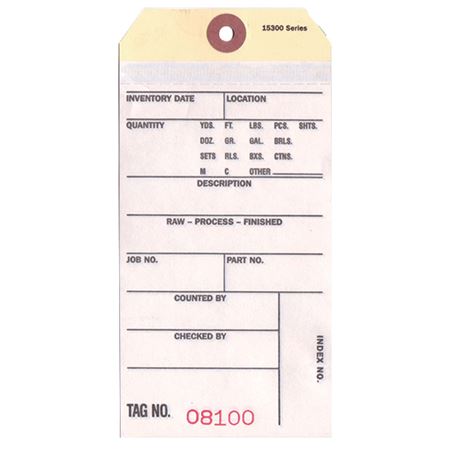 15300 Series
INVENTORY DATE LOCATION
QUANTITY YDS. FT. LBS. PCS. SHTS.
DOZ. GR. GAL. BRLS.
SETS RLS. BXS. CTNS.
M C OTHER
DESCRIPTION
RAW – PROCESS – FINISHED
JOB NO. PART NO.
COUNTED BY
CHECKED BY
INDEX NO.
TAG NO. 08100